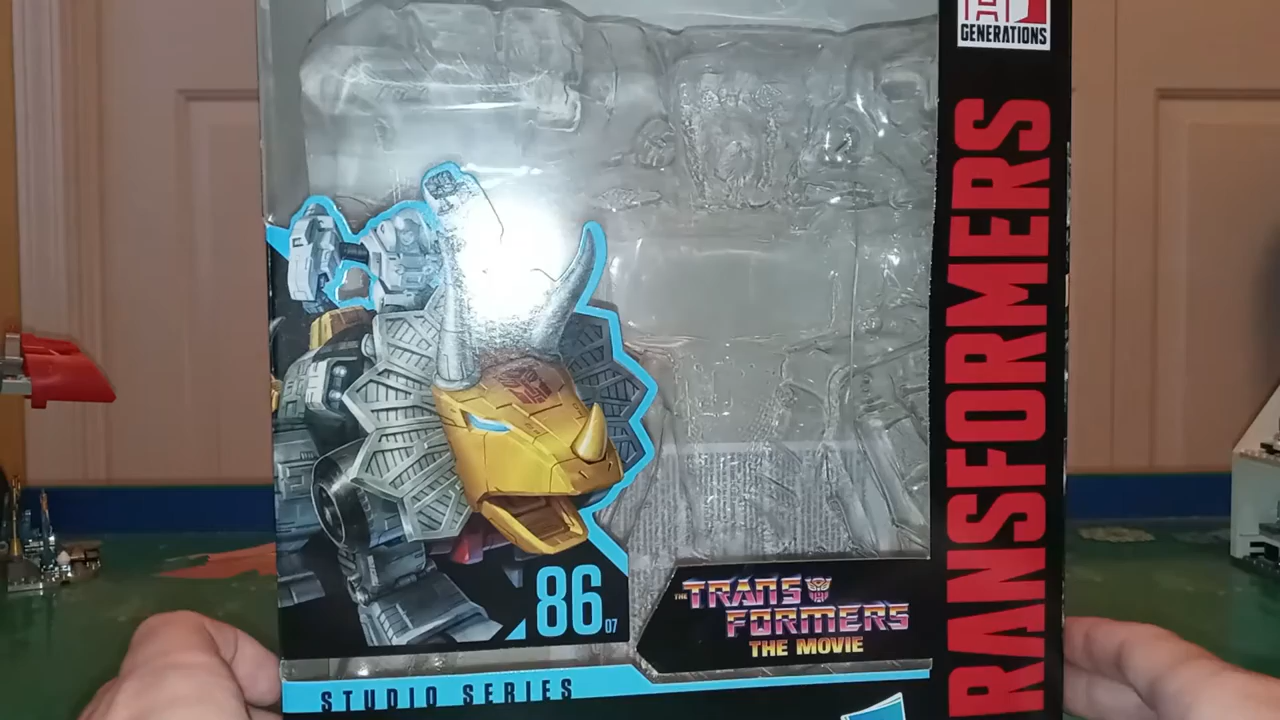 GENERATIONS
TRANSFORMERS
86
07
THE TRANSFORMERS
THE MOVIE
STUDIO SERIES